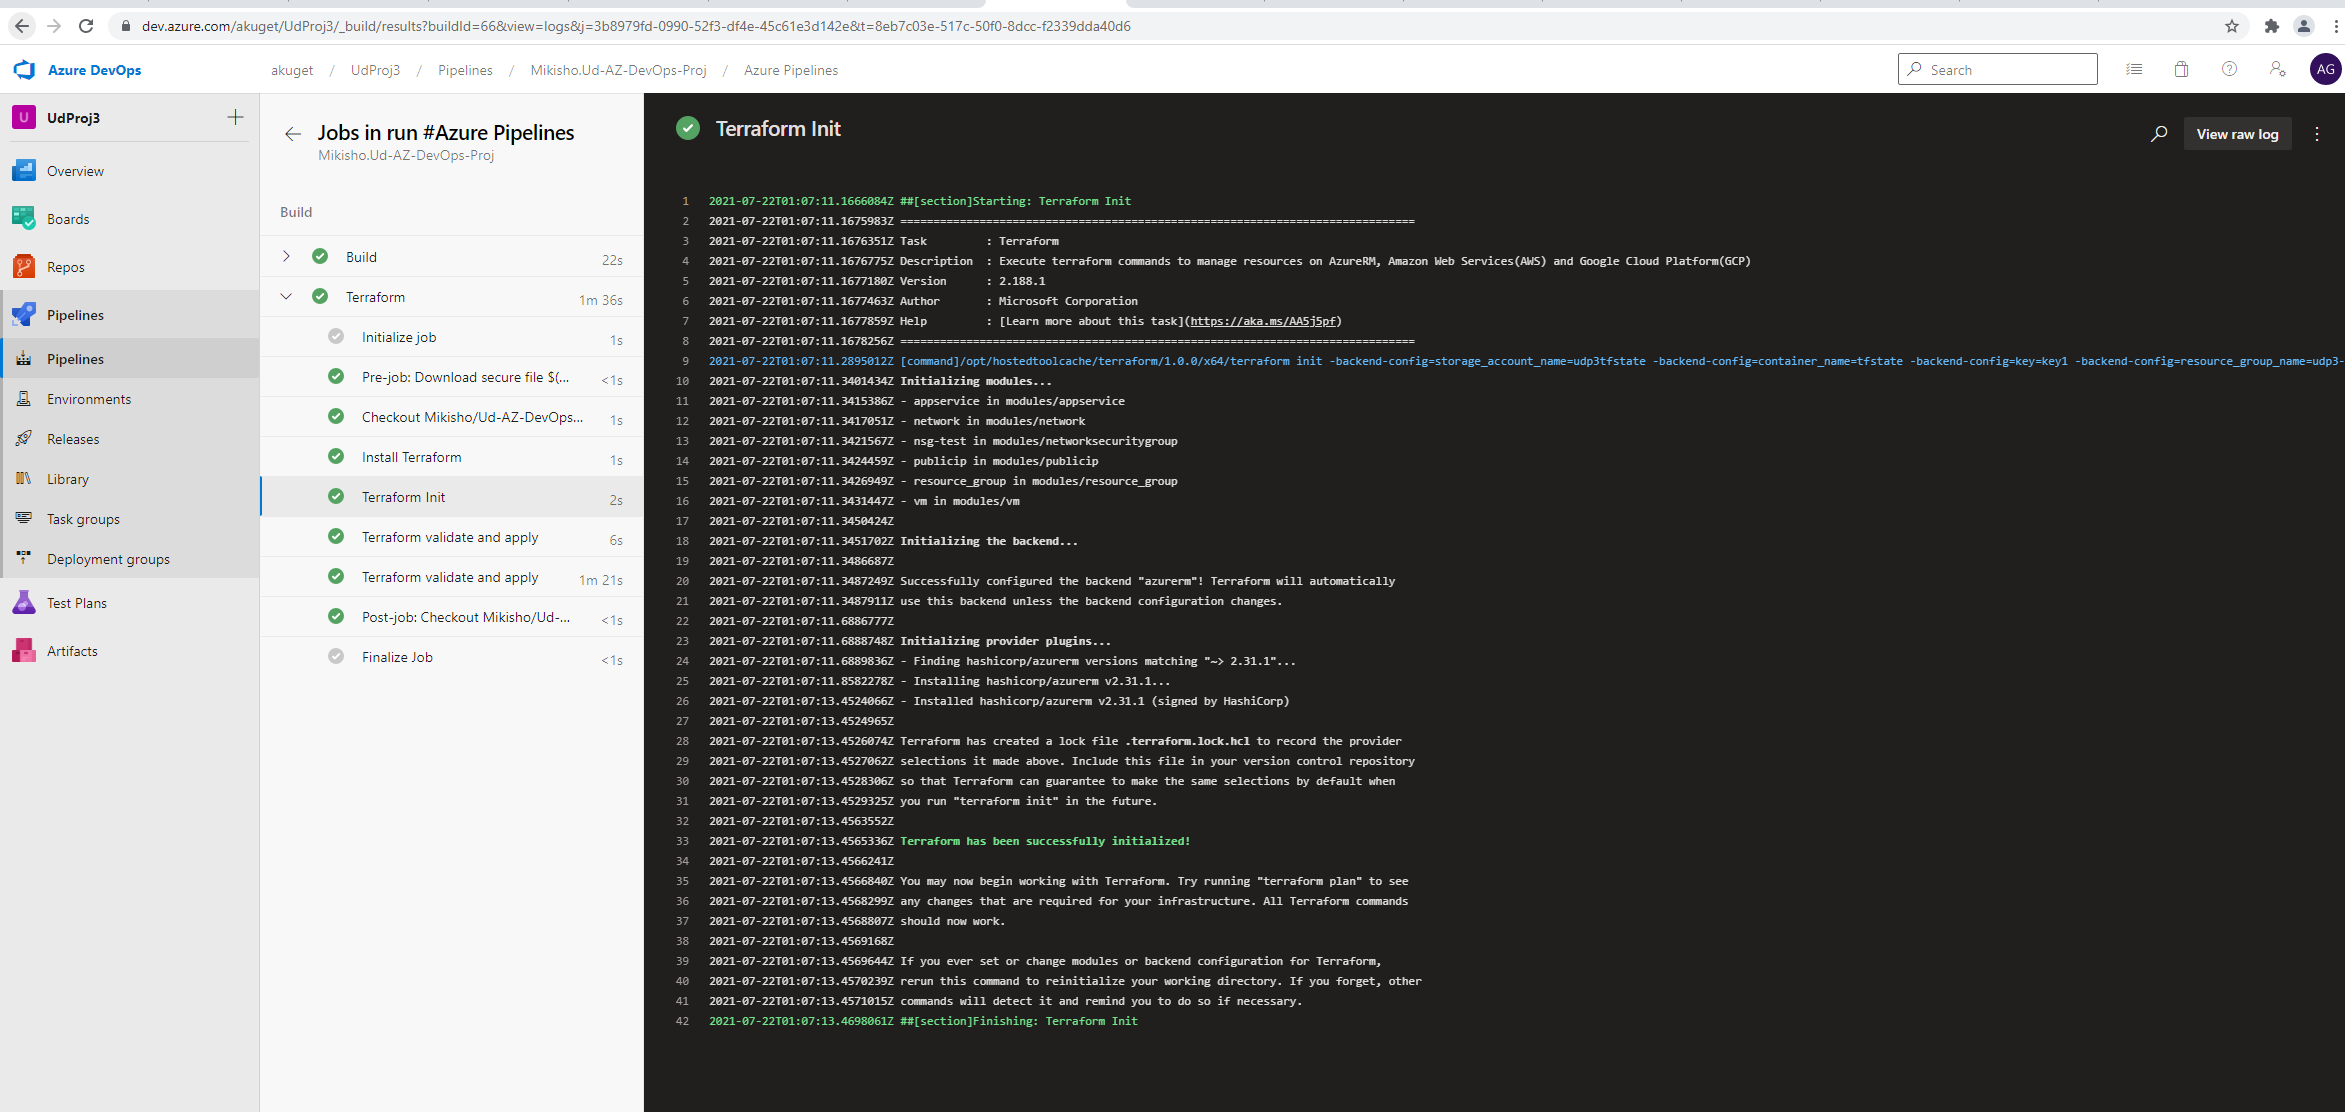 dev.azure.com/akuget/UdProj3/_build/results?buildId=66&view=logs&j=3b8979fd-0990-52f3-df4e-45c61e3d142e&t=8eb7c03e-517c-50f0-8dcc-f2339dda40d6
Azure DevOps
akuget / UdProj3 / Pipelines / Mikisho.Ud-AZ-DevOps-Proj / Azure Pipelines
Search
AG
U UdProj3
Overview
Boards
Repos
Pipelines
Pipelines
Environments
Releases
Library
Task groups
Deployment groups
Test Plans
Artifacts
Jobs in run #Azure Pipelines
Mikisho.Ud-AZ-DevOps-Proj
Build
Build 22s
Terraform 1m 36s
Initialize job 1s
Pre-job: Download secure file $(... <1s
Checkout Mikisho/Ud-AZ-DevOps... 1s
Install Terraform 1s
Terraform Init 2s
Terraform validate and apply 6s
Terraform validate and apply 1m 21s
Post-job: Checkout Mikisho/Ud-... <1s
Finalize Job <1s
Terraform Init
View raw log
1 2021-07-22T01:07:11.1666084Z ##[section]Starting: Terraform Init
2 2021-07-22T01:07:11.1675983Z ==============================================================================
3 2021-07-22T01:07:11.1676351Z Task : Terraform
4 2021-07-22T01:07:11.1676775Z Description : Execute terraform commands to manage resources on AzureRM, Amazon Web Services(AWS) and Google Cloud Platform(GCP)
5 2021-07-22T01:07:11.1677180Z Version : 2.188.1
6 2021-07-22T01:07:11.1677463Z Author : Microsoft Corporation
7 2021-07-22T01:07:11.1677859Z Help : [Learn more about this task](https://aka.ms/AA5j5pf)
8 2021-07-22T01:07:11.1678256Z ==============================================================================
9 2021-07-22T01:07:11.2895012Z [command]/opt/hostedtoolcache/terraform/1.0.0/x64/terraform init -backend-config=storage_account_name=udp3tfstate -backend-config=container_name=tfstate -backend-config=key=key1 -backend-config=resource_group_name=udp3-
10 2021-07-22T01:07:11.3401434Z Initializing modules...
11 2021-07-22T01:07:11.3415386Z - appservice in modules/appservice
12 2021-07-22T01:07:11.3417051Z - network in modules/network
13 2021-07-22T01:07:11.3421567Z - nsg-test in modules/networksecuritygroup
14 2021-07-22T01:07:11.3424459Z - publicip in modules/publicip
15 2021-07-22T01:07:11.3426949Z - resource_group in modules/resource_group
16 2021-07-22T01:07:11.3431447Z - vm in modules/vm
17 2021-07-22T01:07:11.3450424Z
18 2021-07-22T01:07:11.3451702Z Initializing the backend...
19 2021-07-22T01:07:11.3486687Z
20 2021-07-22T01:07:11.3487249Z Successfully configured the backend "azurerm"! Terraform will automatically
21 2021-07-22T01:07:11.3487911Z use this backend unless the backend configuration changes.
22 2021-07-22T01:07:11.6886777Z
23 2021-07-22T01:07:11.6888748Z Initializing provider plugins...
24 2021-07-22T01:07:11.6889836Z - Finding hashicorp/azurerm versions matching "~> 2.31.1"...
25 2021-07-22T01:07:11.8582278Z - Installing hashicorp/azurerm v2.31.1...
26 2021-07-22T01:07:13.4524066Z - Installed hashicorp/azurerm v2.31.1 (signed by HashiCorp)
27 2021-07-22T01:07:13.4524965Z
28 2021-07-22T01:07:13.4526074Z Terraform has created a lock file .terraform.lock.hcl to record the provider
29 2021-07-22T01:07:13.4527062Z selections it made above. Include this file in your version control repository
30 2021-07-22T01:07:13.4528306Z so that Terraform can guarantee to make the same selections by default when
31 2021-07-22T01:07:13.4529325Z you run "terraform init" in the future.
32 2021-07-22T01:07:13.4563552Z
33 2021-07-22T01:07:13.4565336Z Terraform has been successfully initialized!
34 2021-07-22T01:07:13.4566241Z
35 2021-07-22T01:07:13.4566840Z You may now begin working with Terraform. Try running "terraform plan" to see
36 2021-07-22T01:07:13.4568299Z any changes that are required for your infrastructure. All Terraform commands
37 2021-07-22T01:07:13.4568807Z should now work.
38 2021-07-22T01:07:13.4569168Z
39 2021-07-22T01:07:13.4569644Z If you ever set or change modules or backend configuration for Terraform,
40 2021-07-22T01:07:13.4570239Z rerun this command to reinitialize your working directory. If you forget, other
41 2021-07-22T01:07:13.4571015Z commands will detect it and remind you to do so if necessary.
42 2021-07-22T01:07:13.4698061Z ##[section]Finishing: Terraform Init